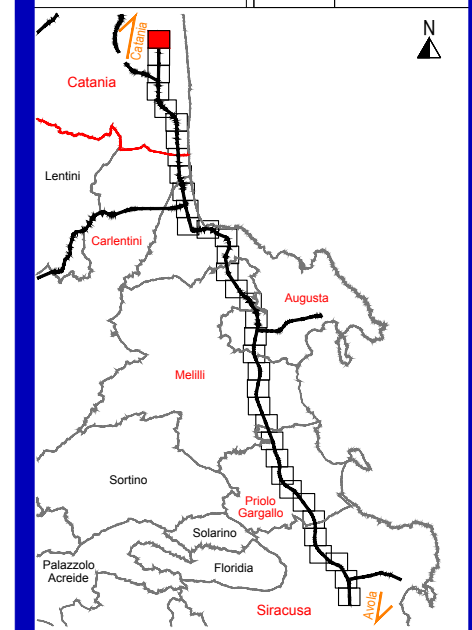 N
Catania
Catania
Lentini
Carlentini
Augusta
Melilli
Sortino
Priolo
Gargallo
Solarino
Palazzolo
Acreide
Floridia
Siracusa
Avola